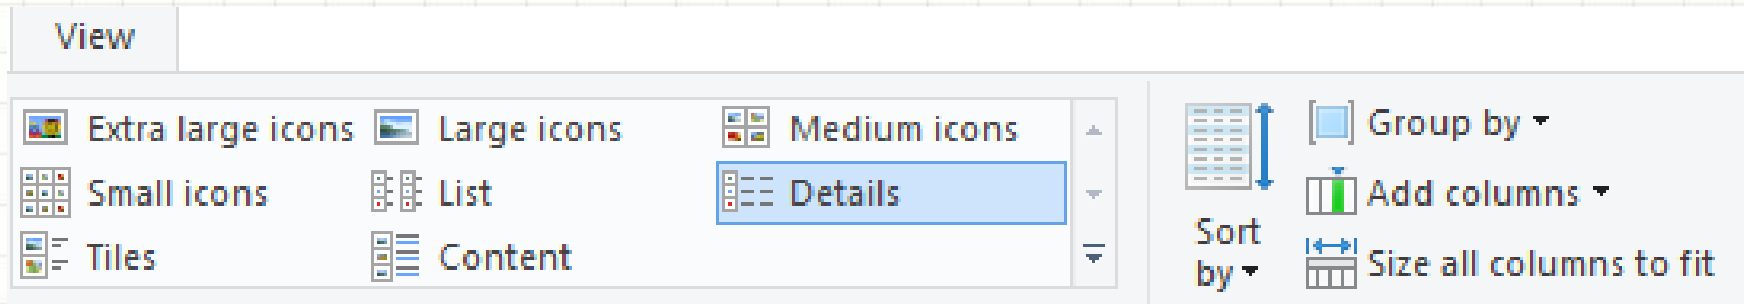 View
Extra large icons Large icons Medium icons
Small icons List Details
Tiles Content
Sort
by
Group by
Add columns
Size all columns to fit